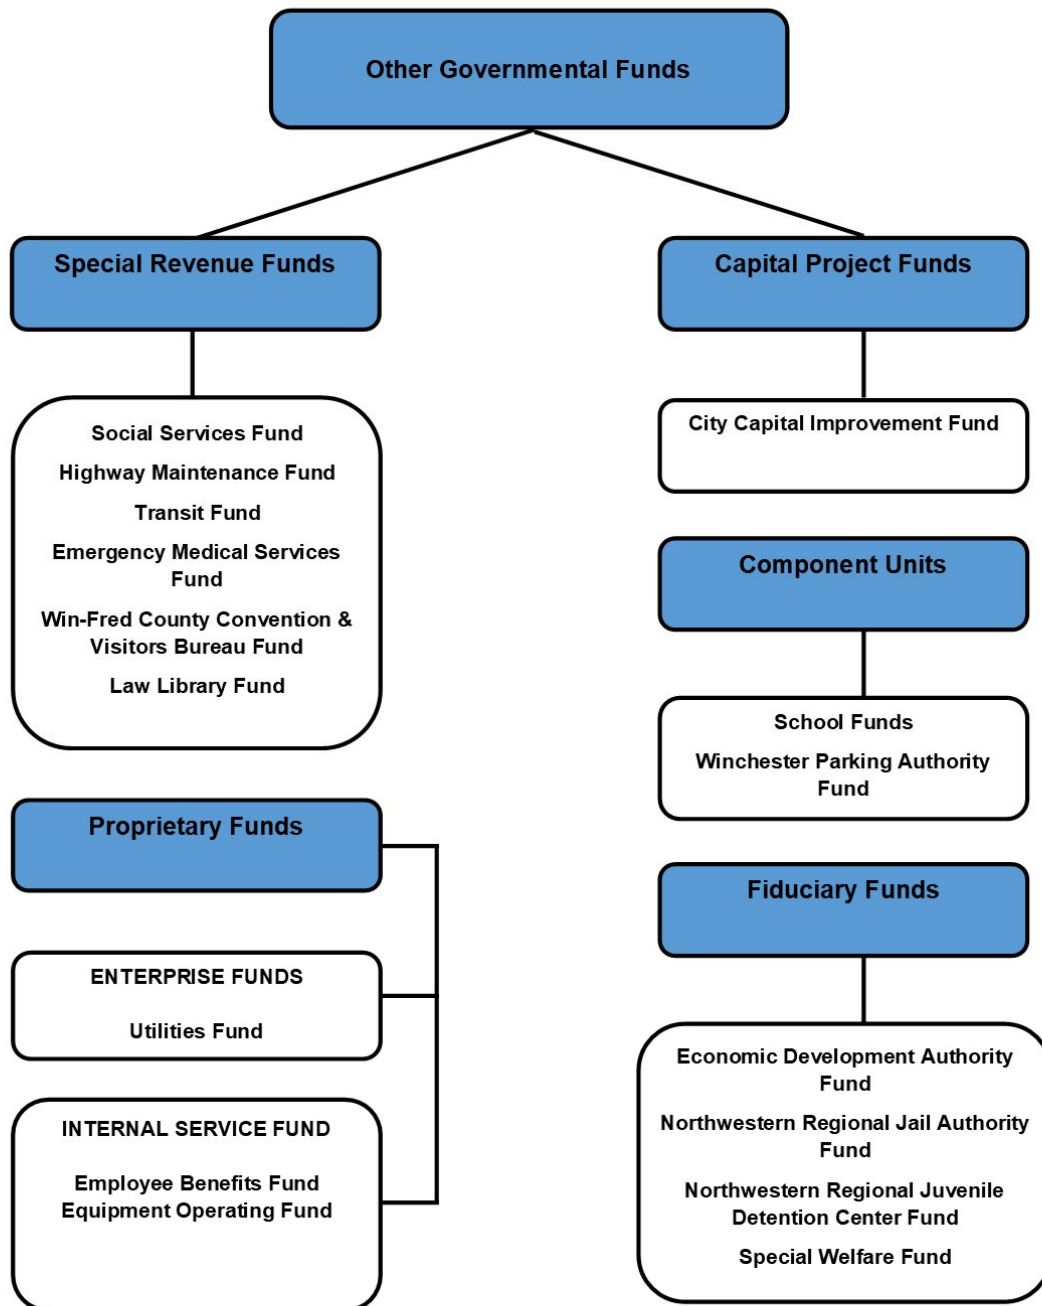 Other Governmental Funds
Special Revenue Funds
Capital Project Funds
Social Services Fund
Highway Maintenance Fund
Transit Fund
Emergency Medical Services
Fund
Win-Fred County Convention &
Visitors Bureau Fund
Law Library Fund
City Capital Improvement Fund
Component Units
School Funds
Winchester Parking Authority
Fund
Proprietary Funds
ENTERPRISE FUNDS
Utilities Fund
INTERNAL SERVICE FUND
Employee Benefits Fund
Equipment Operating Fund
Fiduciary Funds
Economic Development Authority
Fund
Northwestern Regional Jail Authority
Fund
Northwestern Regional Juvenile
Detention Center Fund
Special Welfare Fund